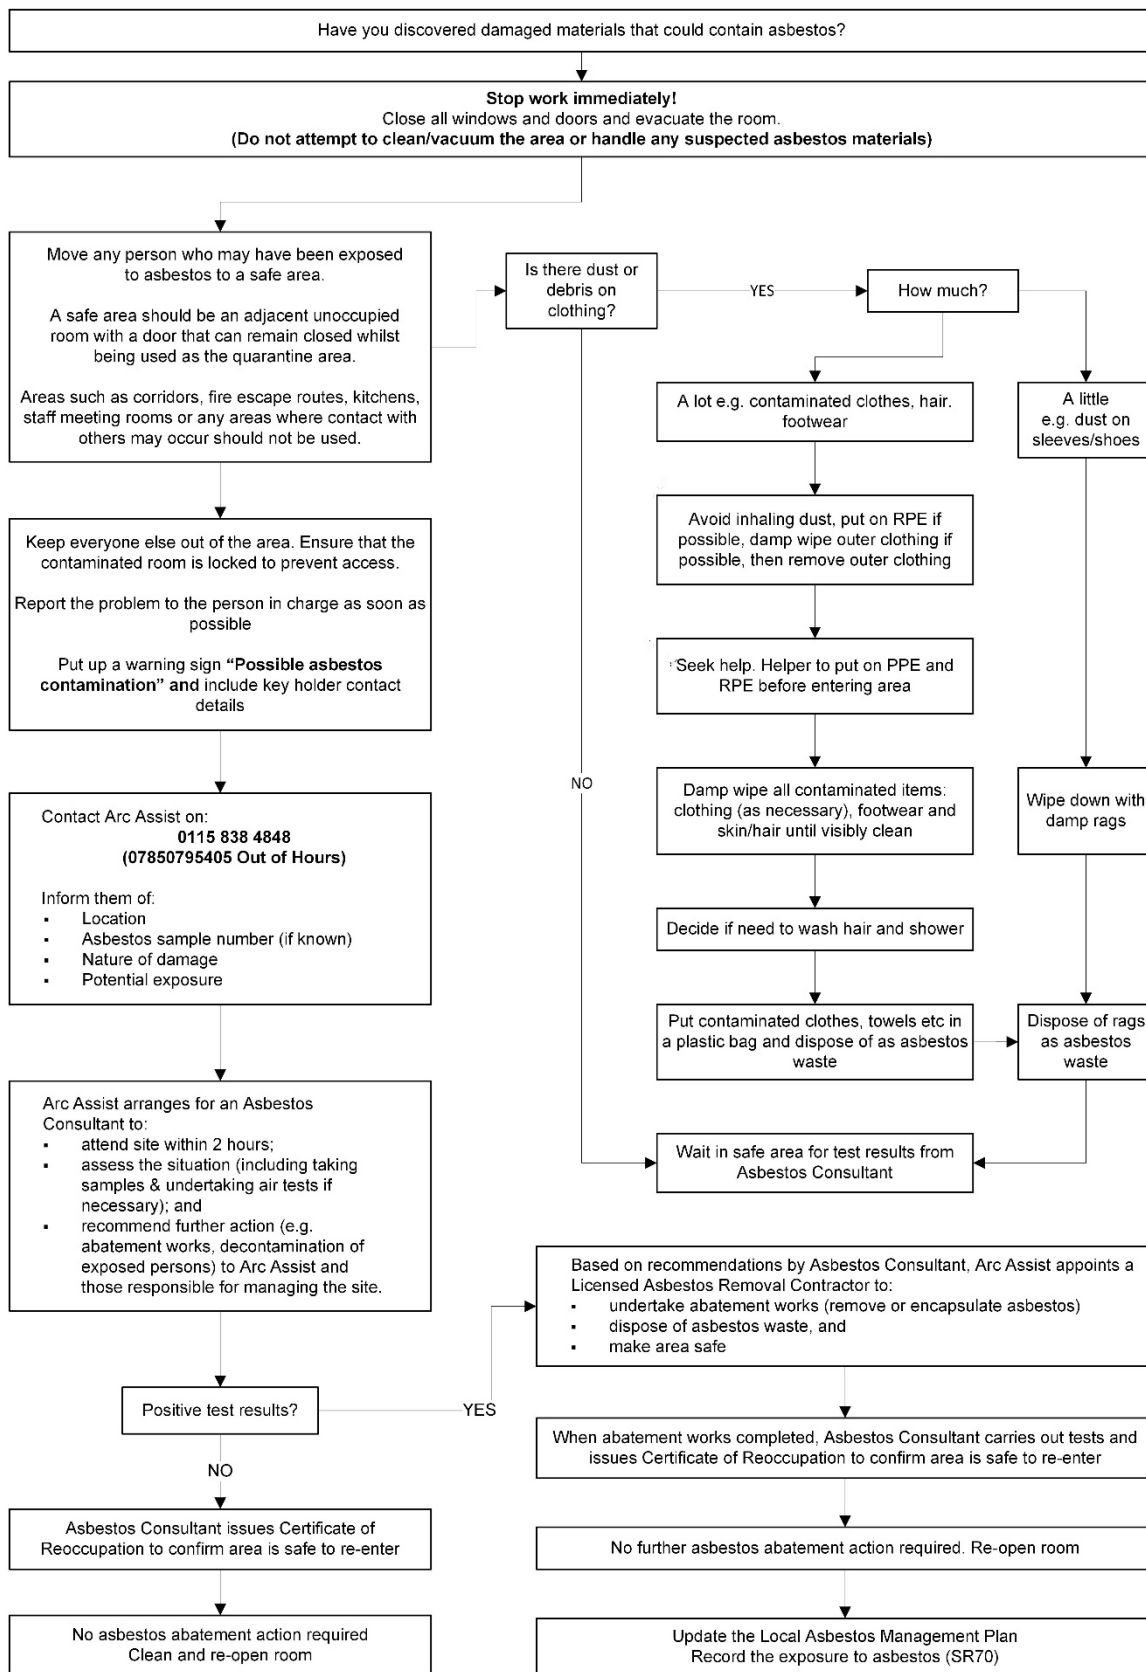 Have you discovered damaged materials that could contain asbestos?
Stop work immediately!
Close all windows and doors and evacuate the room.
(Do not attempt to clean/vacuum the area or handle any suspected asbestos materials)
Move any person who may have been exposed
to asbestos to a safe area.
A safe area should be an adjacent unoccupied
room with a door that can remain closed whilst
being used as the quarantine area.
Areas such as corridors, fire escape routes, kitchens,
staff meeting rooms or any areas where contact with
others may occur should not be used.
Is there dust or
debris on
clothing?
YES
How much?
A lot e.g. contaminated clothes, hair.
footwear
A little
e.g. dust on
sleeves/shoes
Avoid inhaling dust, put on RPE if
possible, damp wipe outer clothing if
possible, then remove outer clothing
Keep everyone else out of the area. Ensure that the
contaminated room is locked to prevent access.
Report the problem to the person in charge as soon as
possible
Put up a warning sign “Possible asbestos
contamination” and include key holder contact
details
Seek help. Helper to put on PPE and
RPE before entering area
NO
Damp wipe all contaminated items:
clothing (as necessary), footwear and
skin/hair until visibly clean
Wipe down with
damp rags
Contact Arc Assist on:
0115 838 4848
(07850795405 Out of Hours)
Inform them of:
▪ Location
▪ Asbestos sample number (if known)
▪ Nature of damage
▪ Potential exposure
Decide if need to wash hair and shower
Put contaminated clothes, towels etc in
a plastic bag and dispose of as asbestos
waste
Dispose of rags
as asbestos
waste
Wait in safe area for test results from
Asbestos Consultant
Arc Assist arranges for an Asbestos
Consultant to:
▪ attend site within 2 hours;
▪ assess the situation (including taking
samples & undertaking air tests if
necessary); and
▪ recommend further action (e.g.
abatement works, decontamination of
exposed persons) to Arc Assist and
those responsible for managing the site.
Based on recommendations by Asbestos Consultant, Arc Assist appoints a
Licensed Asbestos Removal Contractor to:
▪ undertake abatement works (remove or encapsulate asbestos)
▪ dispose of asbestos waste, and
▪ make area safe
Positive test results?
YES
NO
When abatement works completed, Asbestos Consultant carries out tests and
issues Certificate of Reoccupation to confirm area is safe to re-enter
Asbestos Consultant issues Certificate of
Reoccupation to confirm area is safe to re-enter
No further asbestos abatement action required. Re-open room
No asbestos abatement action required
Clean and re-open room
Update the Local Asbestos Management Plan
Record the exposure to asbestos (SR70)